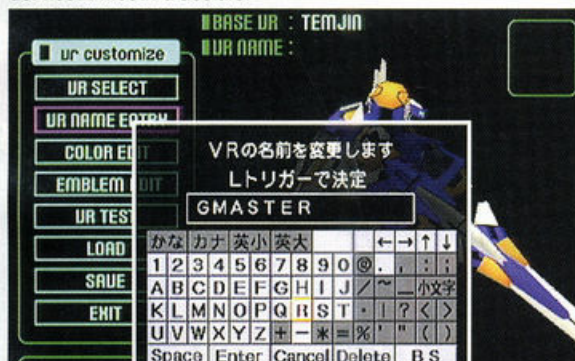 BASE VR : TEMJIN
VR NAME :
vr customize
VR SELECT
VR NAME ENTRY
COLOR EDIT
EMBLEM EDIT
VR TEST
LOAD
SAVE
EXIT
VRの名前を変更します
Lトリガーで決定
GMASTER
かな カナ 英小 英大 ← → ↑ ↓
1 2 3 4 5 6 7 8 9 0 @ . , : ;
A B C D E F G H I J / ~ _ 小文字
K L M N O P Q R S T ・ ! ? < >
U V W X Y Z + - * = % ' " ( )
Space Enter Cancel Delete BS